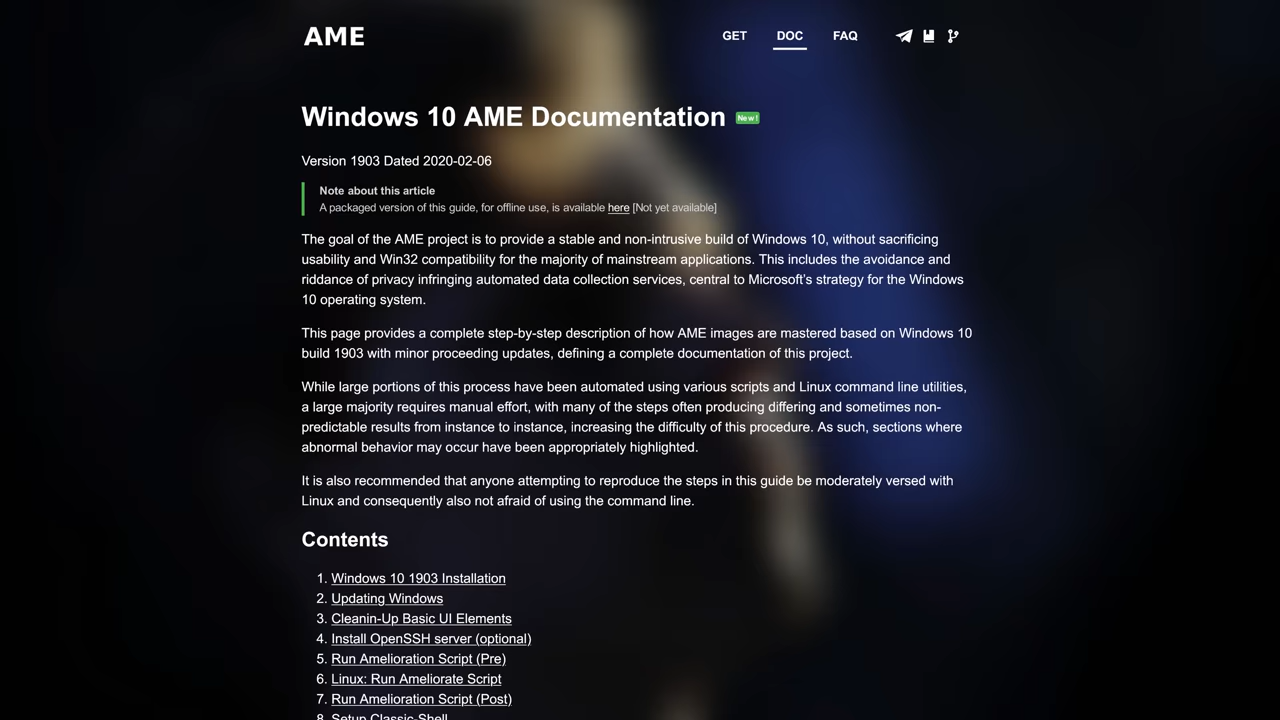 AME
GET DOC FAQ
Windows 10 AME Documentation New!
Version 1903 Dated 2020-02-06
Note about this article
A packaged version of this guide, for offline use, is available here [Not yet available]
The goal of the AME project is to provide a stable and non-intrusive build of Windows 10, without sacrificing
usability and Win32 compatibility for the majority of mainstream applications. This includes the avoidance and
riddance of privacy infringing automated data collection services, central to Microsoft's strategy for the Windows
10 operating system.
This page provides a complete step-by-step description of how AME images are mastered based on Windows 10
build 1903 with minor proceeding updates, defining a complete documentation of this project.
While large portions of this process have been automated using various scripts and Linux command line utilities,
a large majority requires manual effort, with many of the steps often producing differing and sometimes non-
predictable results from instance to instance, increasing the difficulty of this procedure. As such, sections where
abnormal behavior may occur have been appropriately highlighted.
It is also recommended that anyone attempting to reproduce the steps in this guide be moderately versed with
Linux and consequently also not afraid of using the command line.
Contents
1. Windows 10 1903 Installation
2. Updating Windows
3. Cleanin-Up Basic UI Elements
4. Install OpenSSH server (optional)
5. Run Amelioration Script (Pre)
6. Linux: Run Ameliorate Script
7. Run Amelioration Script (Post)
8. Setup Classic-Shell